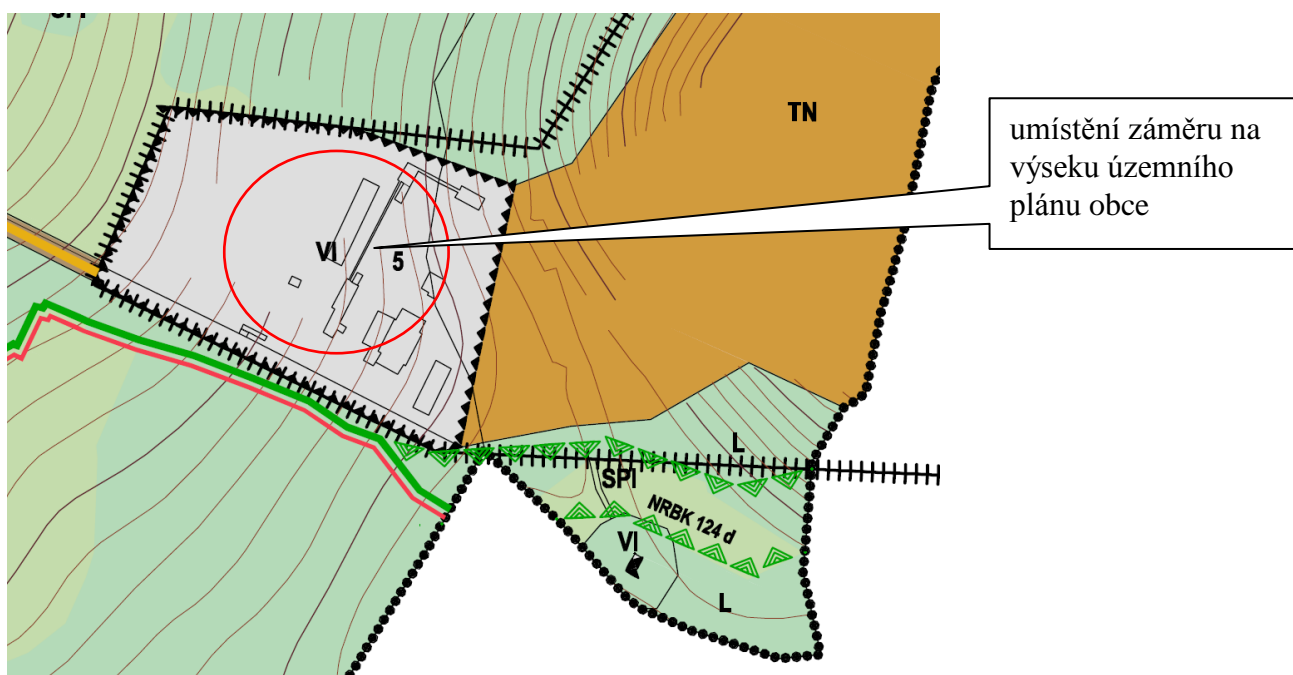 TN
umístění záměru na
výseku územního
plánu obce
VI
5
L
SPI
NRBK 124 d
VI
L